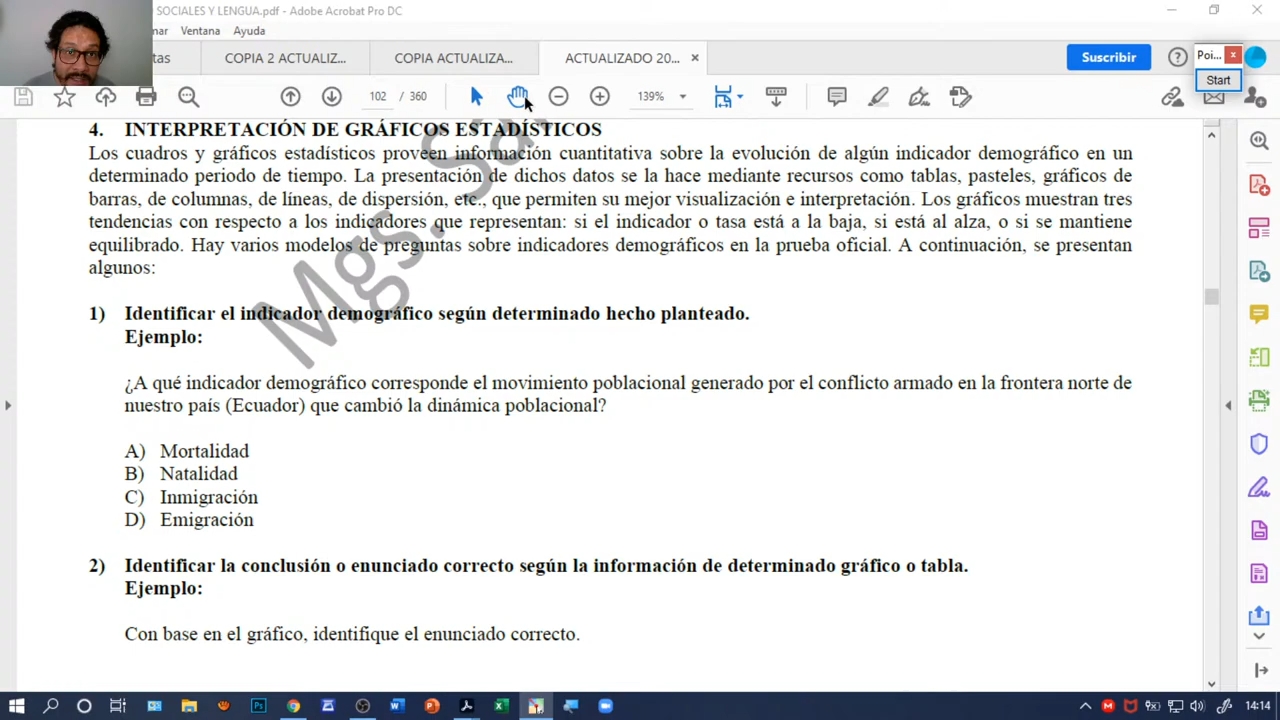 SOCIALES Y LENGUA.pdf - Adobe Acrobat Pro DC
Ventana Ayuda
COPIA 2 ACTUALIZ... COPIA ACTUALIZA... ACTUALIZADO 20... × Suscribir Poi... x
Start
102 / 360 139%
4. INTERPRETACIÓN DE GRÁFICOS ESTADÍSTICOS
Los cuadros y gráficos estadísticos proveen información cuantitativa sobre la evolución de algún indicador demográfico en un
determinado periodo de tiempo. La presentación de dichos datos se la hace mediante recursos como tablas, pasteles, gráficos de
barras, de columnas, de líneas, de dispersión, etc., que permiten su mejor visualización e interpretación. Los gráficos muestran tres
tendencias con respecto a los indicadores que representan: si el indicador o tasa está a la baja, si está al alza, o si se mantiene
equilibrado. Hay varios modelos de preguntas sobre indicadores demográficos en la prueba oficial. A continuación, se presentan
algunos:
Mgs.
1) Identificar el indicador demográfico según determinado hecho planteado.
Ejemplo:
¿A qué indicador demográfico corresponde el movimiento poblacional generado por el conflicto armado en la frontera norte de
nuestro país (Ecuador) que cambió la dinámica poblacional?
A) Mortalidad
B) Natalidad
C) Inmigración
D) Emigración
2) Identificar la conclusión o enunciado correcto según la información de determinado gráfico o tabla.
Ejemplo:
Con base en el gráfico, identifique el enunciado correcto.
14:14